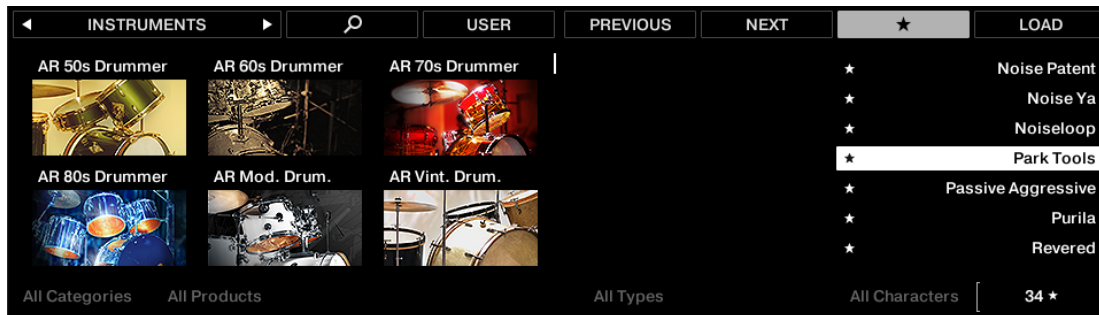 INSTRUMENTS USER PREVIOUS NEXT ★ LOAD
AR 50s Drummer AR 60s Drummer AR 70s Drummer
AR 80s Drummer AR Mod. Drum. AR Vint. Drum.
★ Noise Patent
★ Noise Ya
★ Noiseloop
★ Park Tools
★ Passive Aggressive
★ Purila
★ Revered
All Categories All Products All Types All Characters 34 ★